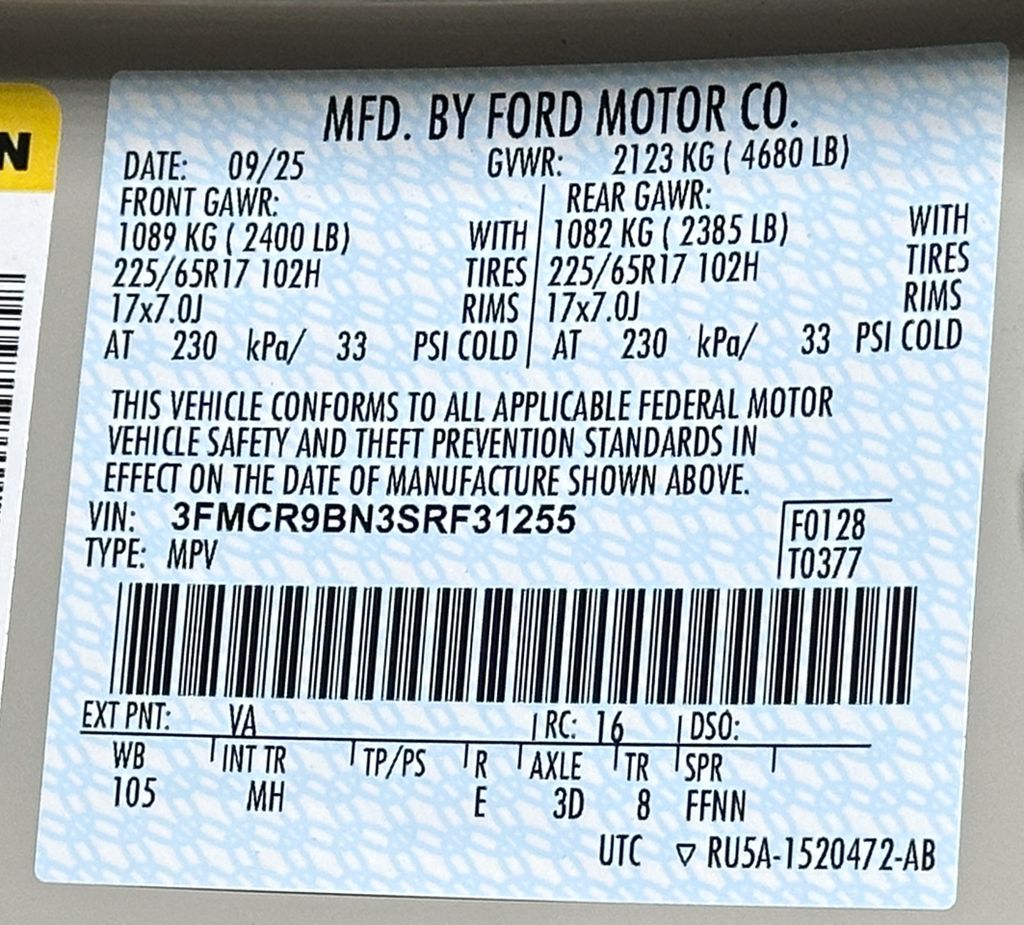 N
MFD. BY FORD MOTOR CO.
DATE: 09/25 GVWR: 2123 KG ( 4680 LB)
FRONT GAWR: REAR GAWR:
1089 KG ( 2400 LB) WITH 1082 KG ( 2385 LB) WITH
225/65R17 102H TIRES 225/65R17 102H TIRES
17x7.0J RIMS 17x7.0J RIMS
AT 230 kPa/ 33 PSI COLD AT 230 kPa/ 33 PSI COLD
THIS VEHICLE CONFORMS TO ALL APPLICABLE FEDERAL MOTOR
VEHICLE SAFETY AND THEFT PREVENTION STANDARDS IN
EFFECT ON THE DATE OF MANUFACTURE SHOWN ABOVE.
VIN: 3FMCR9BN3SRF31255 F0128
TYPE: MPV T0377
EXT PNT: VA RC: 16 DSO:
WB INT TR TP/PS R AXLE TR SPR
105 MH E 3D 8 FFNN
UTC ▽ RU5A-1520472-AB